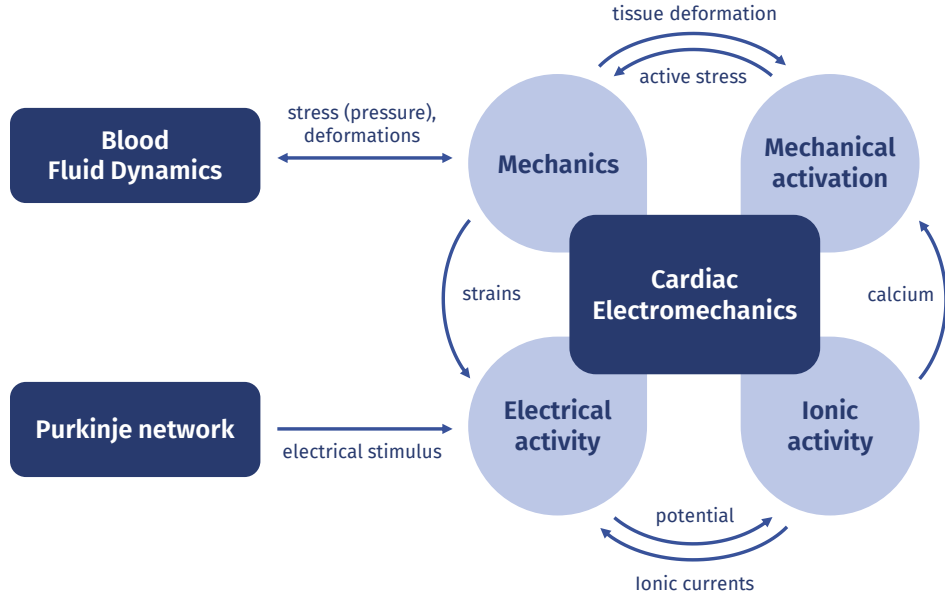 tissue deformation
active stress
Blood
Fluid Dynamics
stress (pressure),
deformations
Mechanics
Mechanical
activation
strains
Cardiac
Electromechanics
calcium
Purkinje network
electrical stimulus
Electrical
activity
Ionic
activity
potential
Ionic currents